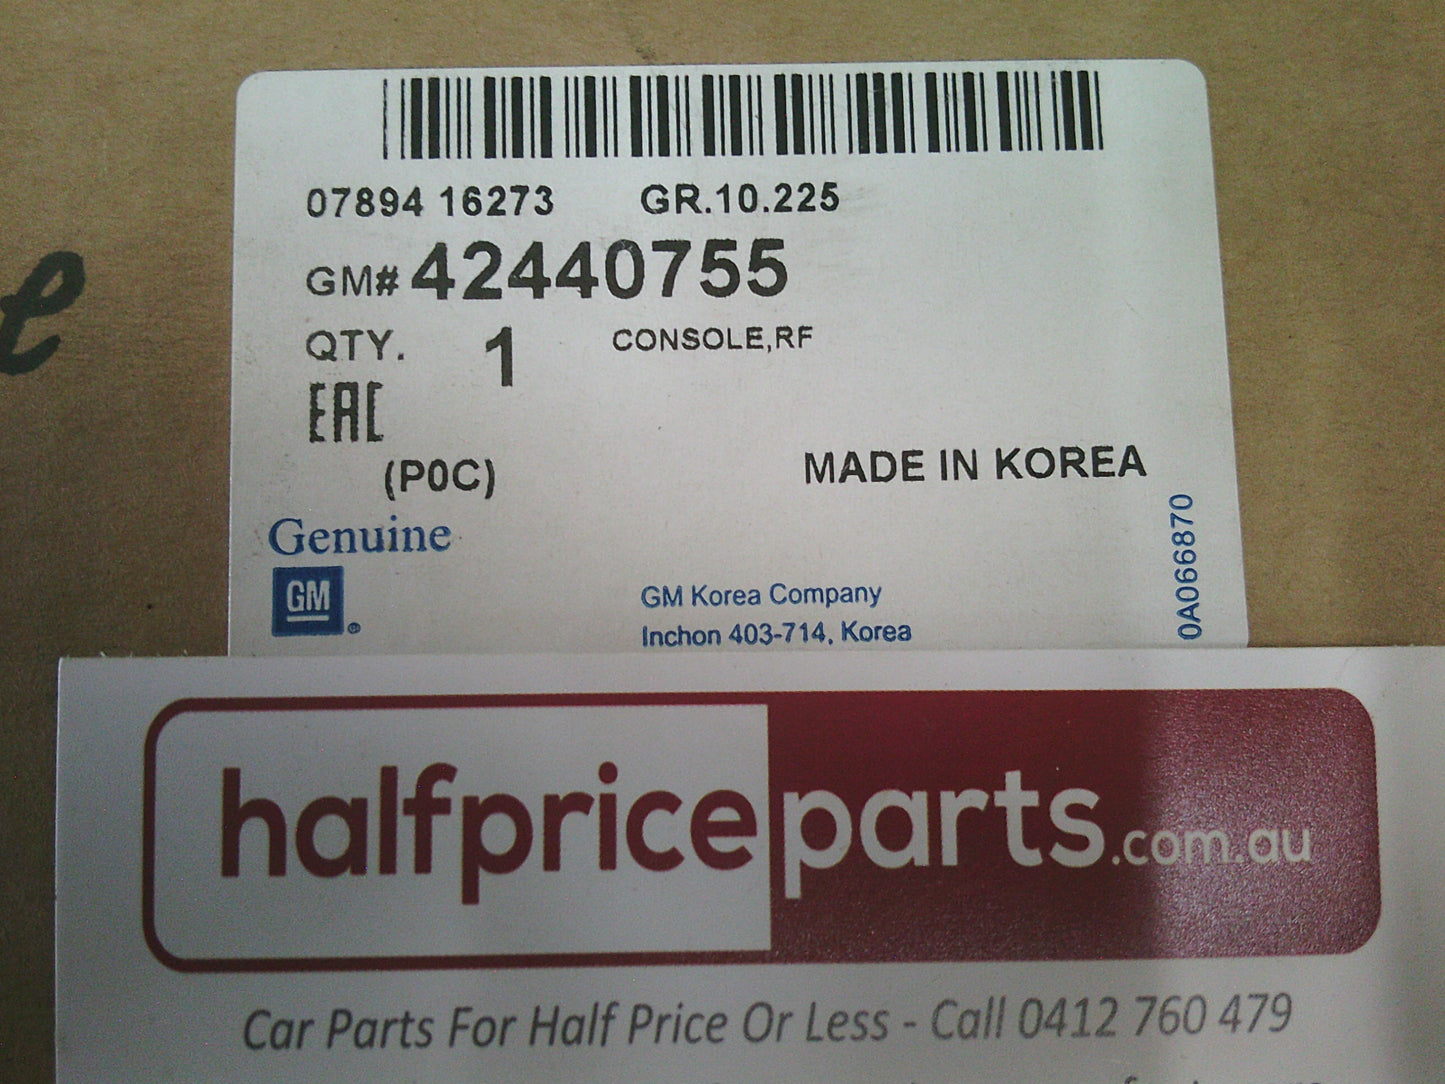 07894 16273 GR.10.225
GM# 42440755
QTY. 1 CONSOLE,RF
EAC
(P0C)
MADE IN KOREA
Genuine
GM
GM Korea Company
Inchon 403-714, Korea
0A066870
halfpriceparts.com.au
Car Parts For Half Price Or Less - Call 0412 760 479